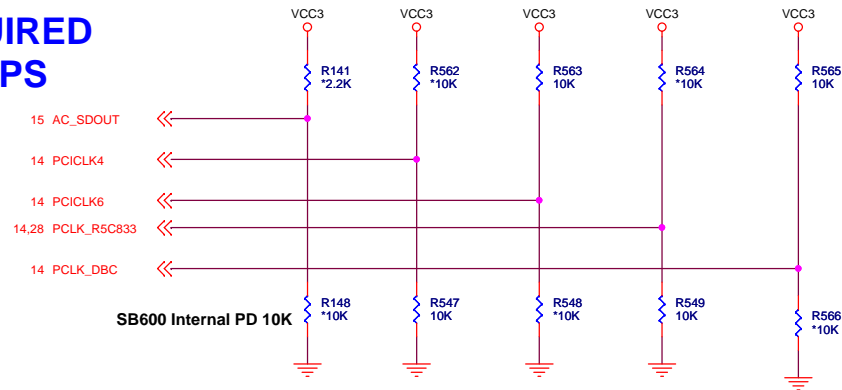 UIRED
PS
VCC3 VCC3 VCC3 VCC3 VCC3
R141 R562 R563 R564 R565
*2.2K *10K 10K *10K 10K
15 AC_SDOUT
14 PCICLK4
14 PCICLK6
14,28 PCLK_R5C833
14 PCLK_DBC
R148 R547 R548 R549 R566
*10K 10K *10K 10K *10K
SB600 Internal PD 10K